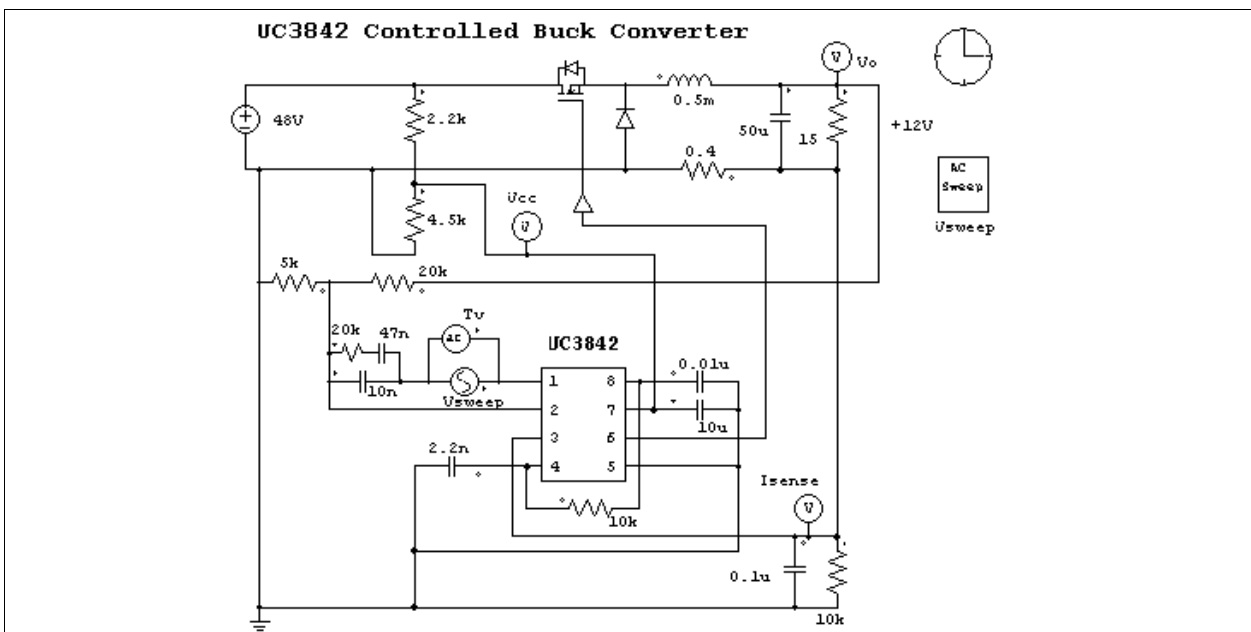 UC3842 Controlled Buck Converter
V
Vo
0.5m
48V
2.2k
50u
15
+12V
0.4
AC
Sweep
Vsweep
4.5k
Vcc
V
5k
20k
Tv
ac
20k
47n
UC3842
0.01u
10n
Vsweep
1
8
2
7
10u
3
6
2.2n
4
5
Isense
V
10k
0.1u
10k